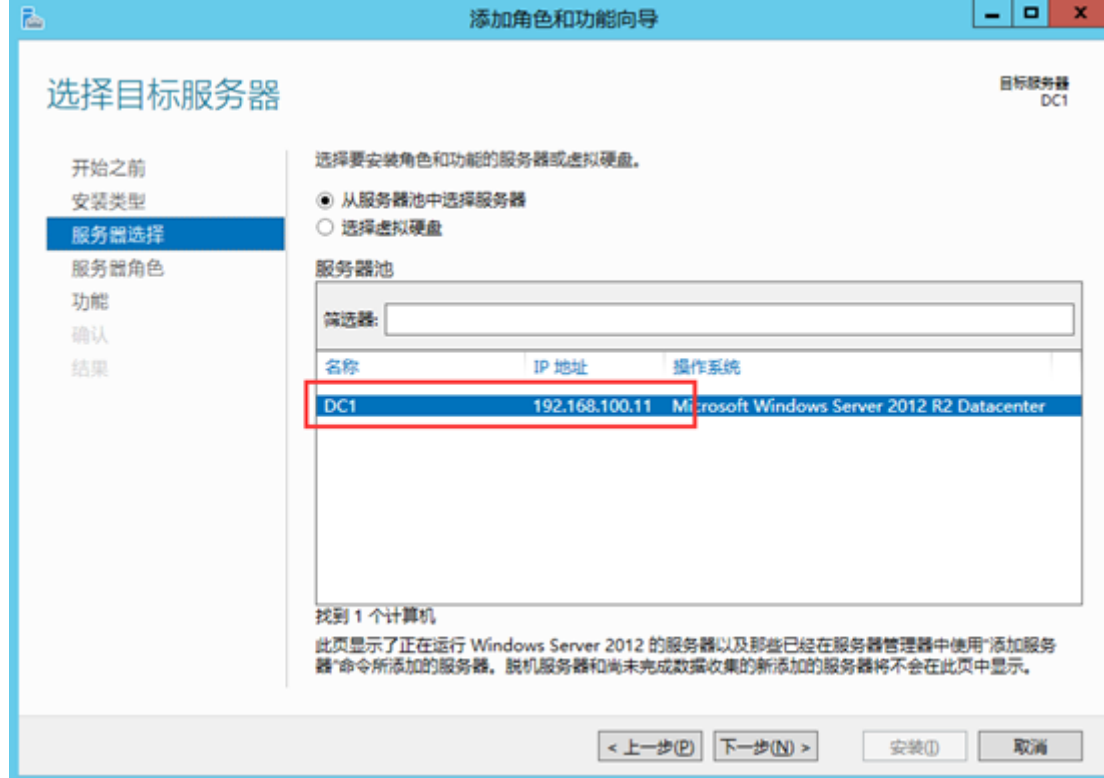 添加角色和功能向导
选择目标服务器
目标服务器
DC1
开始之前
安装类型
服务器选择
服务器角色
功能
确认
结果
选择要安装角色和功能的服务器或虚拟硬盘。
从服务器池中选择服务器
选择虚拟硬盘
服务器池
筛选器:
名称 IP 地址 操作系统
DC1 192.168.100.11 Microsoft Windows Server 2012 R2 Datacenter
找到 1 个计算机
此页显示了正在运行 Windows Server 2012 的服务器以及那些已经在服务器管理器中使用"添加服务
器"命令所添加的服务器。脱机服务器和尚未完成数据收集的新添加的服务器将不会在此页中显示。
< 上一步(P) 下一步(N) > 安装(I) 取消